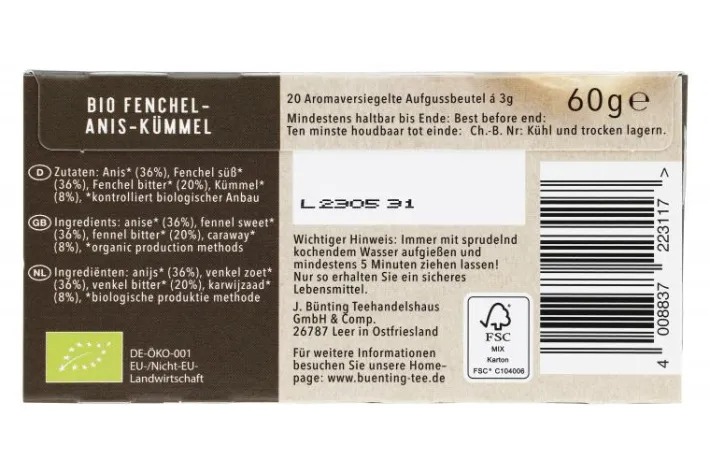 BIO FENCHEL-
ANIS-KÜMMEL
D Zutaten: Anis* (36%), Fenchel süß*
(36%), Fenchel bitter* (20%), Kümmel*
(8%), *kontrolliert biologischer Anbau
GB Ingredients: anise* (36%), fennel sweet*
(36%), fennel bitter* (20%), caraway*
(8%), *organic production methods
NL Ingrediënten: anijs* (36%), venkel zoet*
(36%), venkel bitter* (20%), karwijzaad*
(8%), *biologische produktie methode
DE-ÖKO-001
EU-/Nicht-EU-
Landwirtschaft
20 Aromaversiegelte Aufgussbeutel á 3g
60g e
Mindestens haltbar bis Ende: Best before end:
Ten minste houdbaar tot einde: Ch.-B. Nr: Kühl und trocken lagern.
L 2305 31
Wichtiger Hinweis: Immer mit sprudelnd
kochendem Wasser aufgießen und
mindestens 5 Minuten ziehen lassen!
Nur so erhalten Sie ein sicheres
Lebensmittel.
J. Bünting Teehandelshaus
GmbH & Comp.
26787 Leer in Ostfriesland
Für weitere Informationen
besuchen Sie unsere Home-
page: www.buenting-tee.de
FSC
MIX
Karton
FSC® C104006
4 008837 223117 >